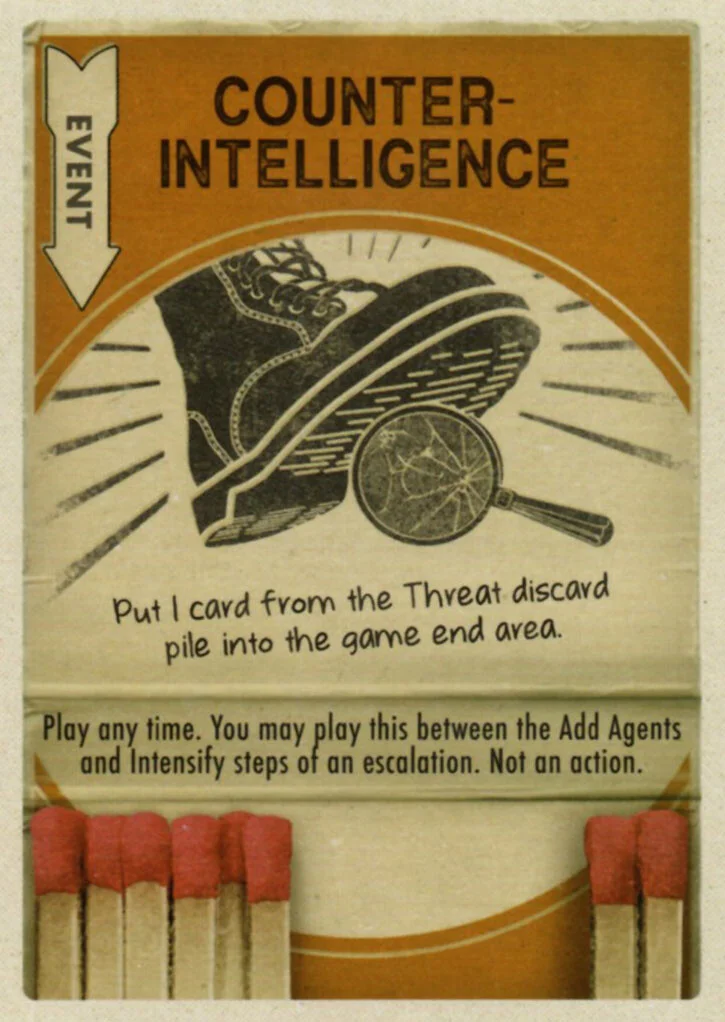 EVENT
COUNTER-
INTELLIGENCE
Put 1 card from the Threat discard
pile into the game end area.
Play any time. You may play this between the Add Agents
and Intensify steps of an escalation. Not an action.